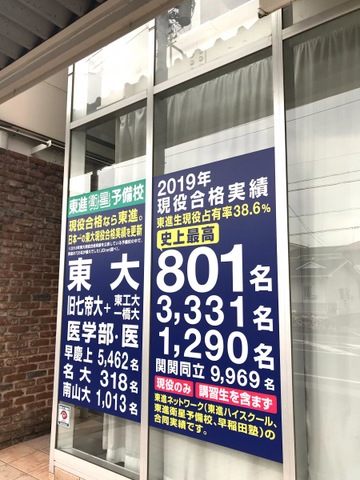 東進衛星予備校
現役合格なら東進。
日本一の東大現役合格実績を更新
2019年
現役合格実績
東進生現役占有率38.6%
史上最高
東大 801名
旧七帝大+東工大 一橋大 3,331名
医学部・医 1,290名
早慶上 5,462名
関関同立 9,969名
名大 318名
南山大 1,013名
現役のみ 講習生を含まず
東進ネットワーク(東進ハイスクール、
東進衛星予備校、早稲田塾)の
合同実績です。